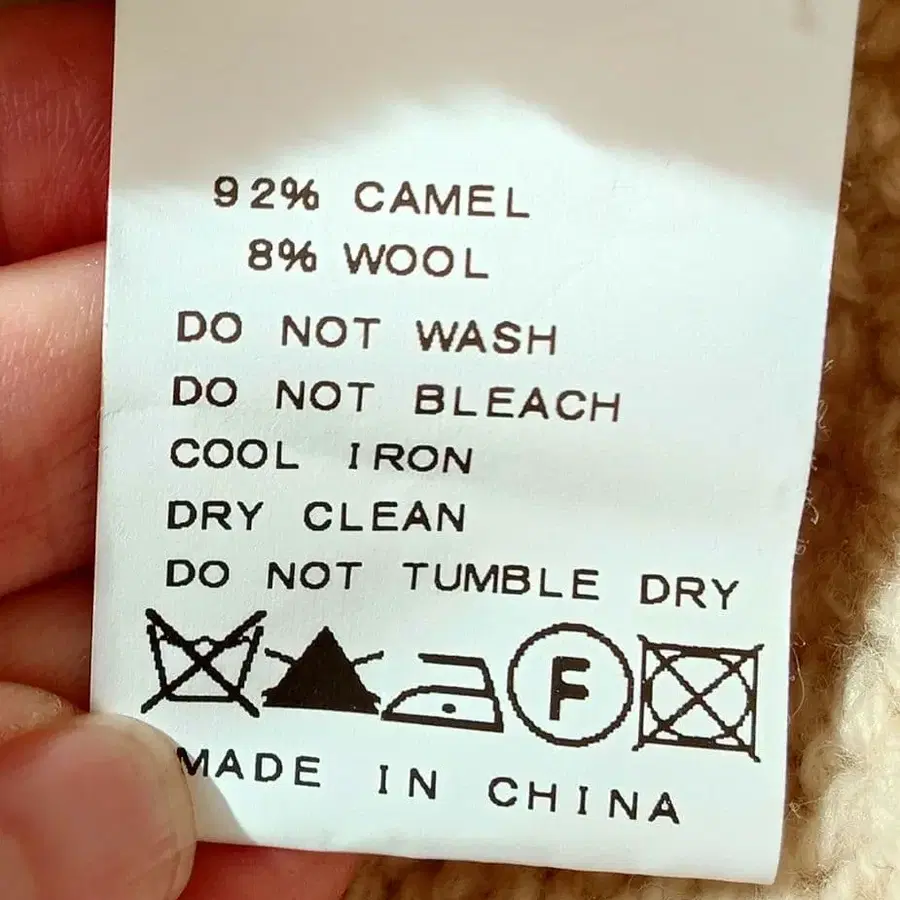 92% CAMEL
8% WOOL
DO NOT WASH
DO NOT BLEACH
COOL IRON
DRY CLEAN
DO NOT TUMBLE DRY
F
MADE IN CHINA